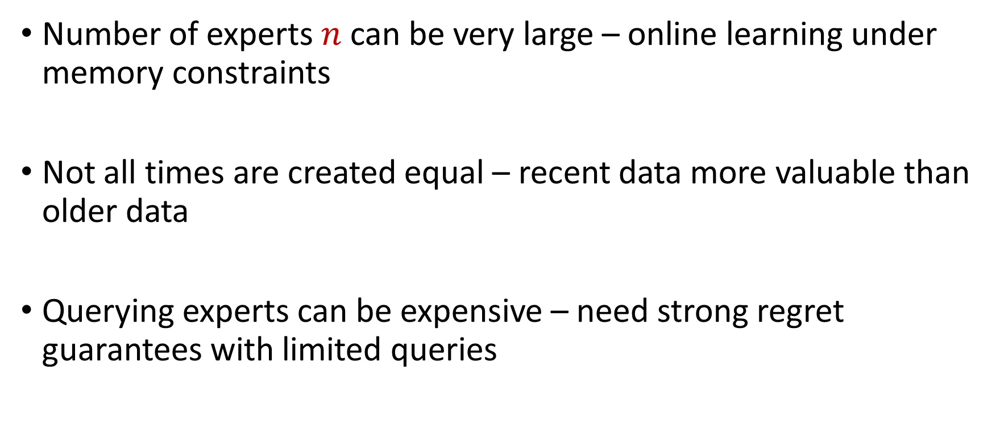 • Number of experts n can be very large – online learning under
memory constraints
• Not all times are created equal – recent data more valuable than
older data
• Querying experts can be expensive – need strong regret
guarantees with limited queries